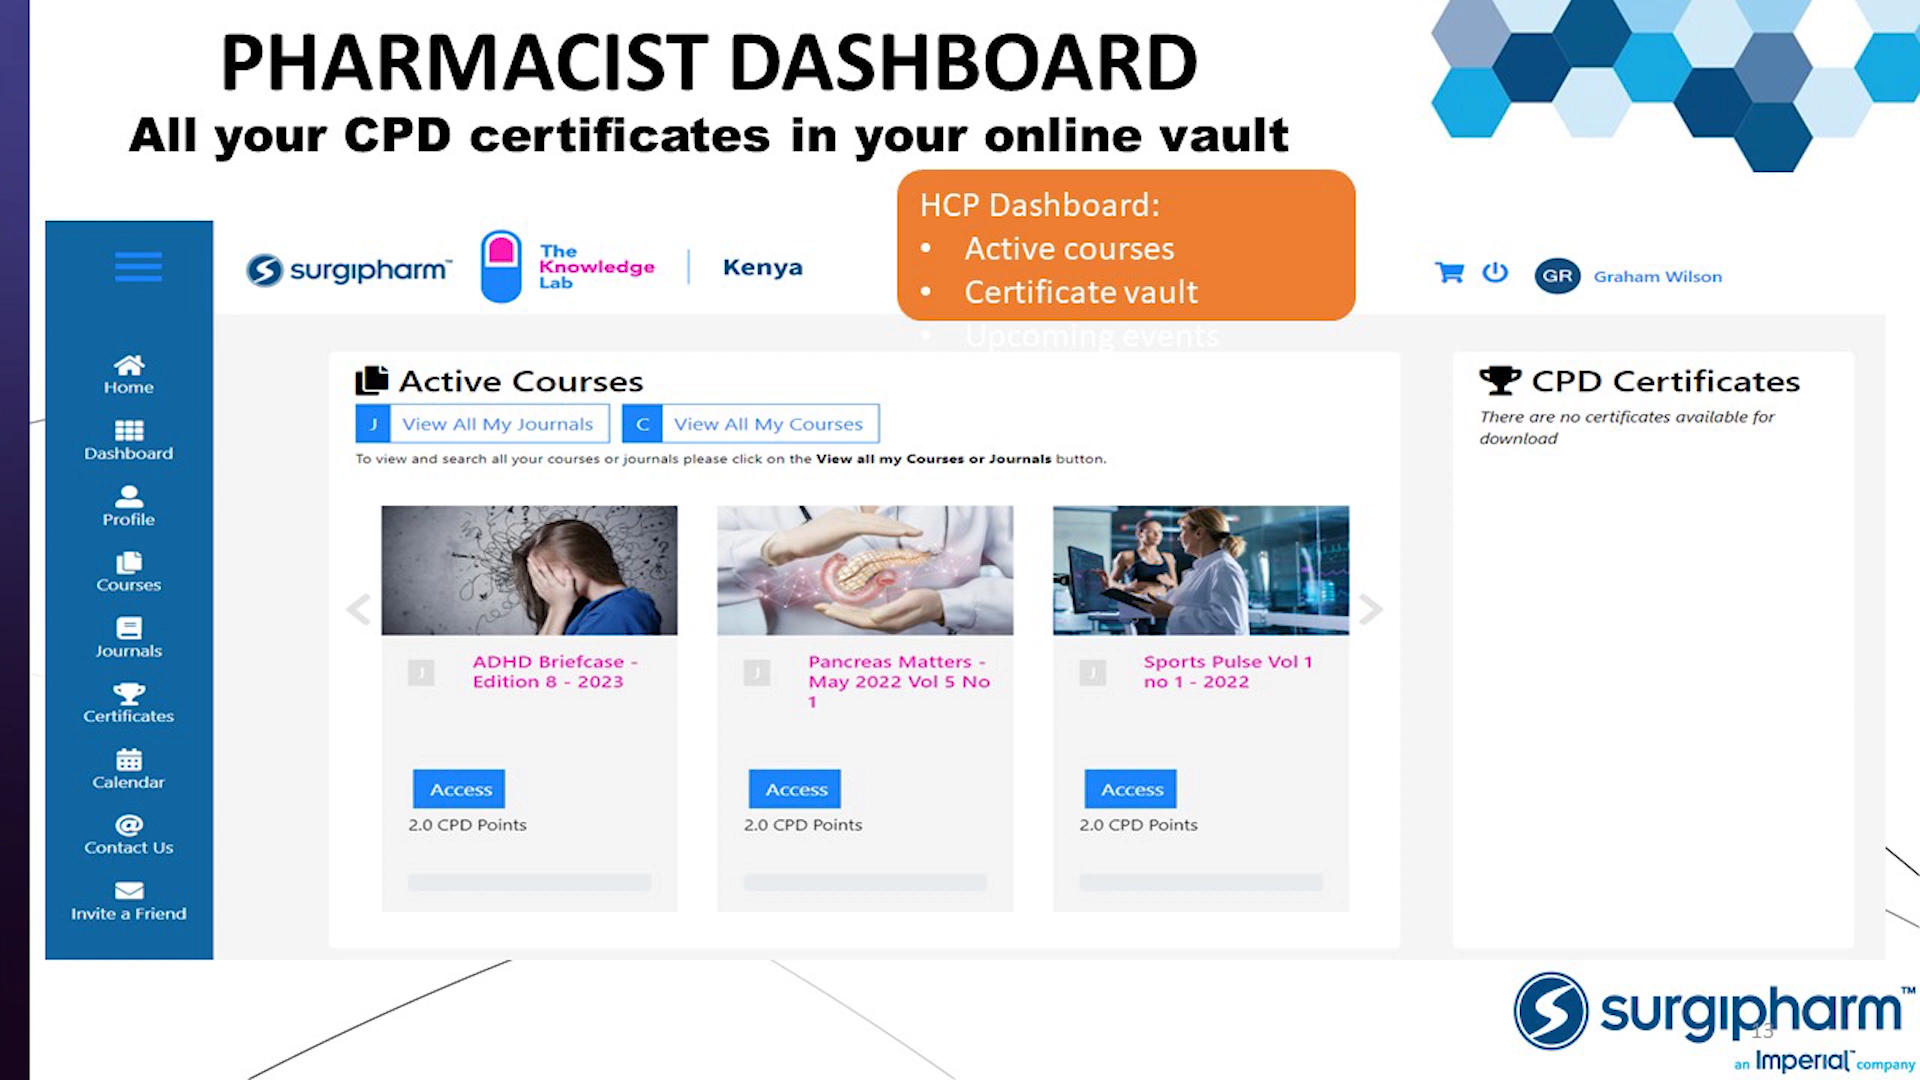 PHARMACIST DASHBOARD
All your CPD certificates in your online vault
HCP Dashboard:
• Active courses
• Certificate vault
• Upcoming events
surgipharm™
The
Knowledge
Lab
Kenya
GR
Graham Wilson
Home
Dashboard
Profile
Courses
Journals
Certificates
Calendar
Contact Us
Invite a Friend
Active Courses
J View All My Journals
C View All My Courses
To view and search all your courses or journals please click on the View all my Courses or Journals button.
J
ADHD Briefcase -
Edition 8 - 2023
Access
2.0 CPD Points
J
Pancreas Matters -
May 2022 Vol 5 No
1
Access
2.0 CPD Points
J
Sports Pulse Vol 1
no 1 - 2022
Access
2.0 CPD Points
CPD Certificates
There are no certificates available for
download
surgipharm™
13
an Imperial™ company